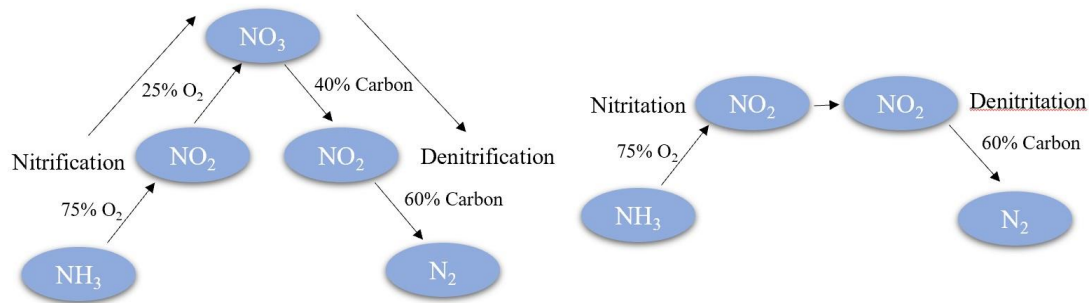 NO₃
25% O₂
40% Carbon
Nitrification
NO₂
NO₂
Denitrification
75% O₂
60% Carbon
NH₃
N₂
Nitritation
NO₂
NO₂
Denitritation
75% O₂
60% Carbon
NH₃
N₂